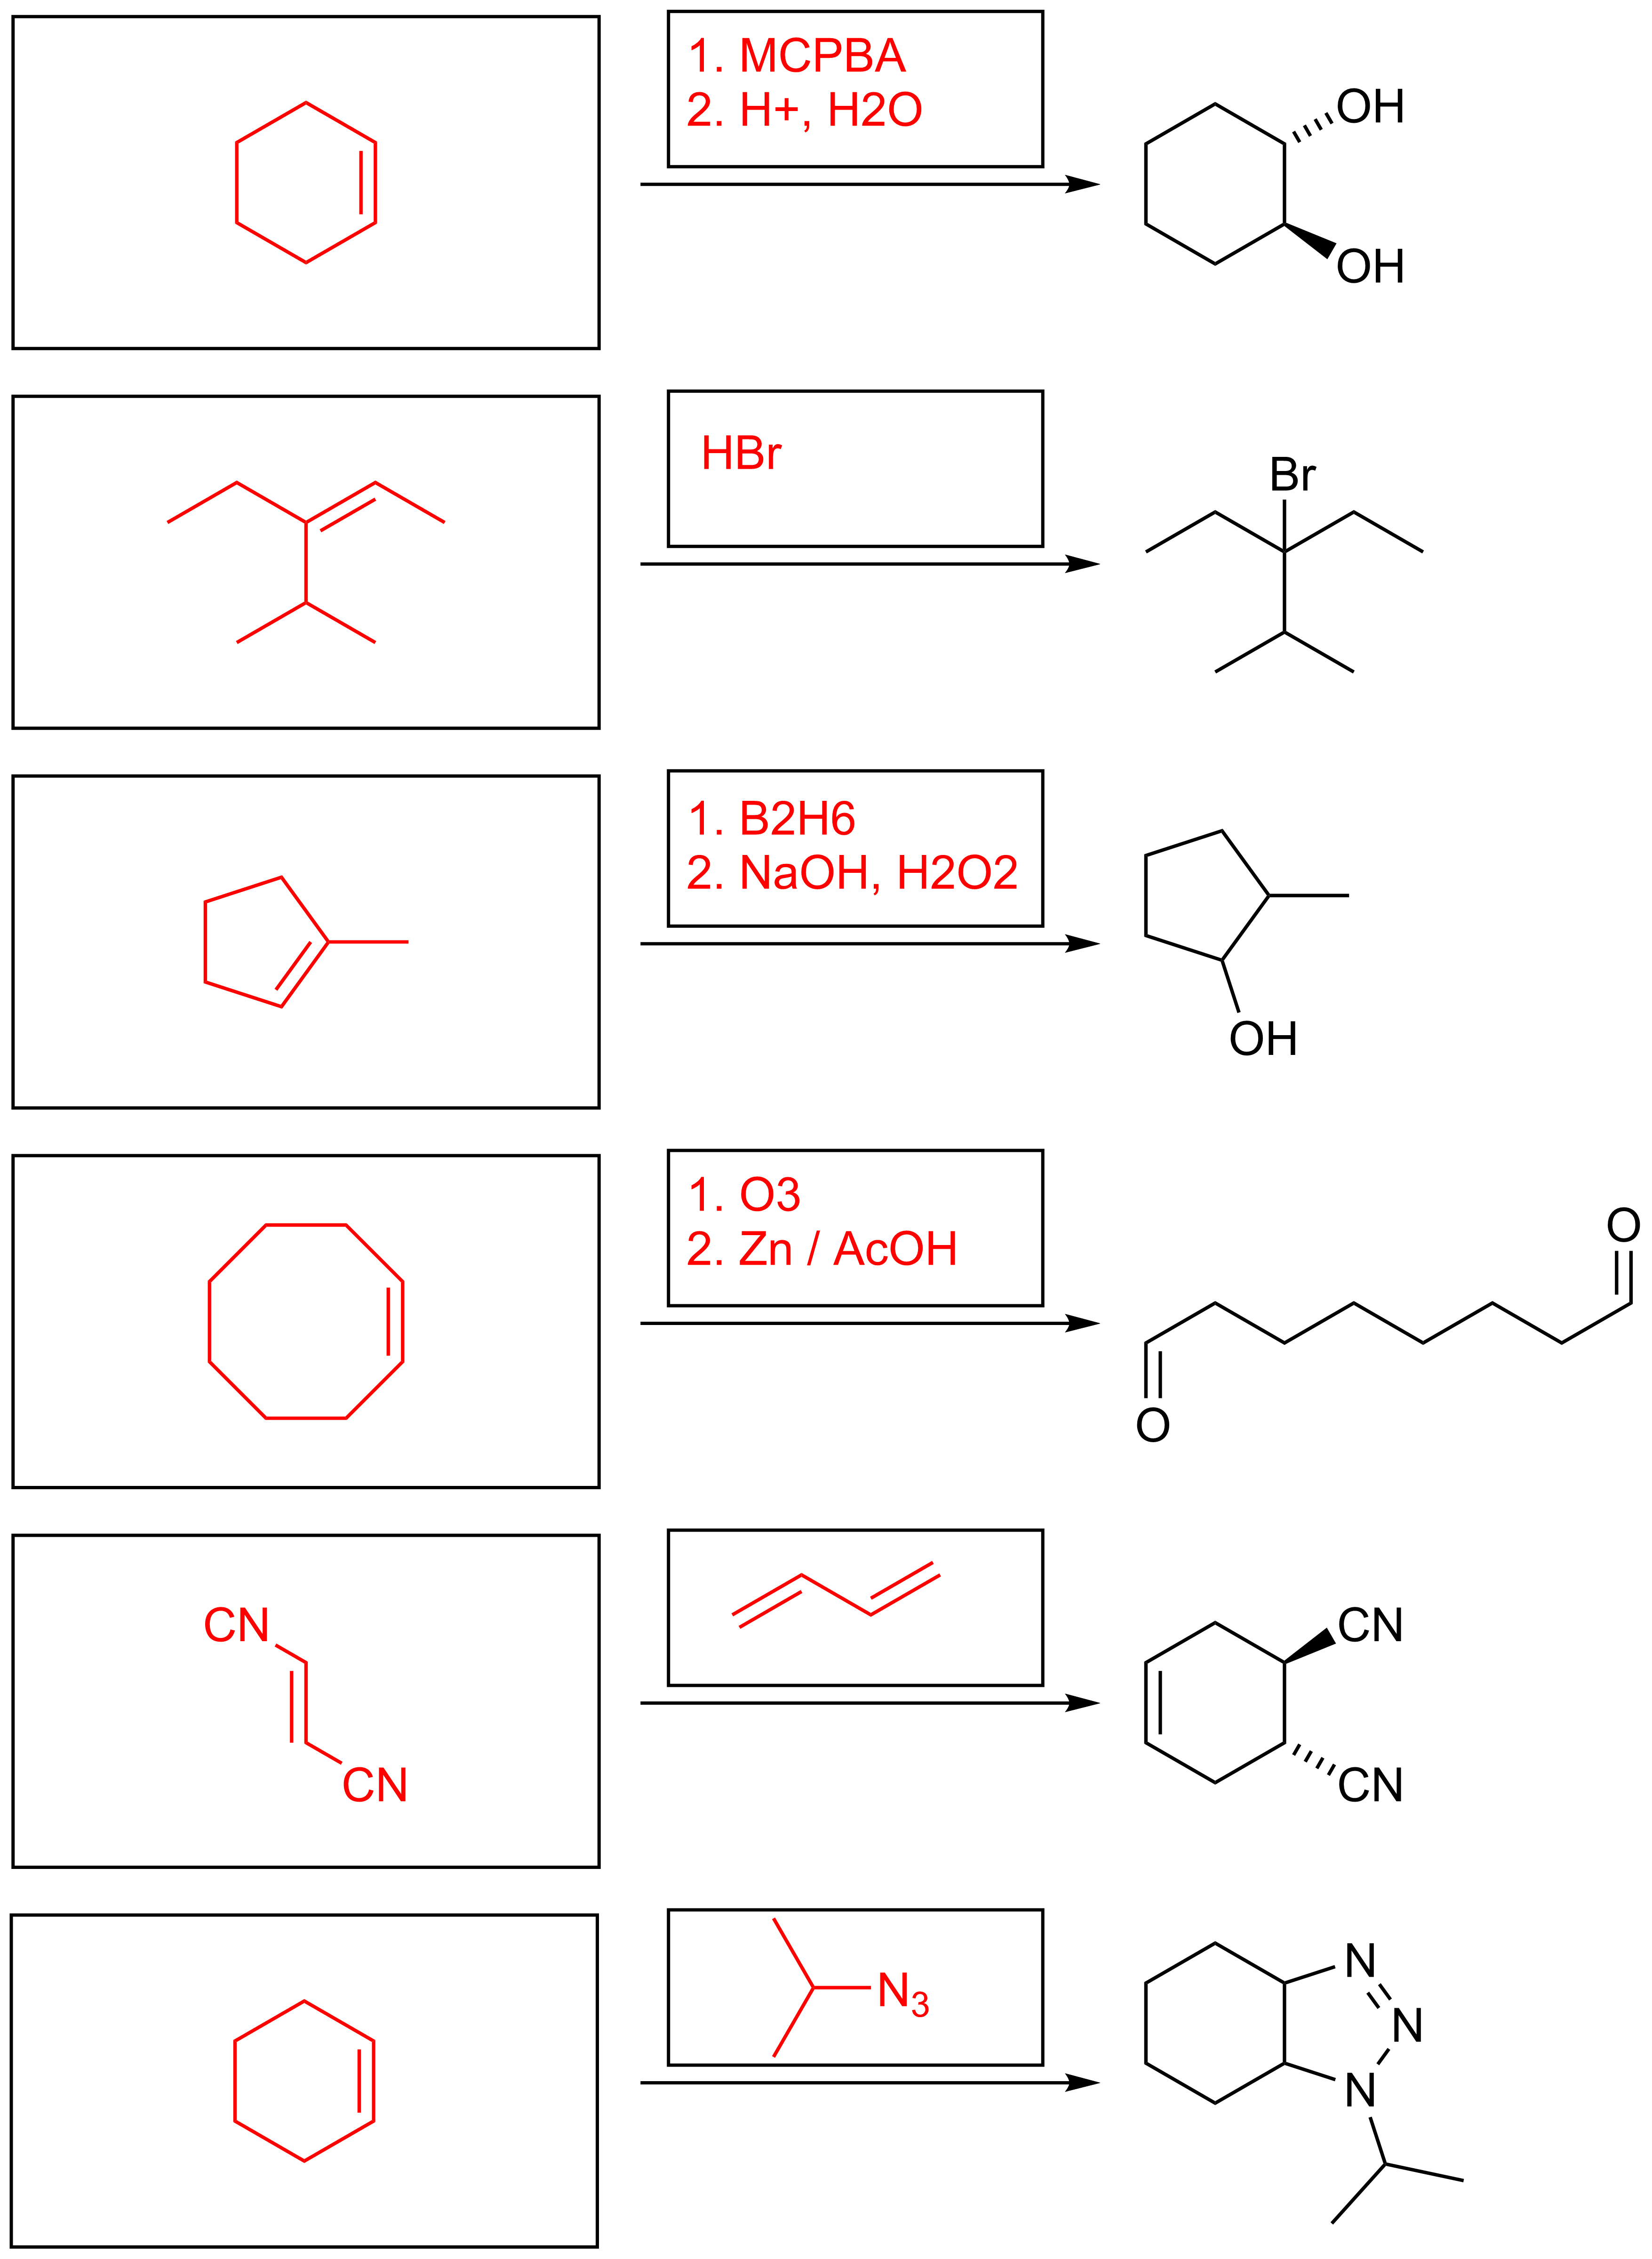 1. MCPBA
2. H+, H2O
OH
OH
HBr
Br
1. B2H6
2. NaOH, H2O2
OH
1. O3
2. Zn / AcOH
O
O
CN
CN
CN
CN
N3
N
N
N